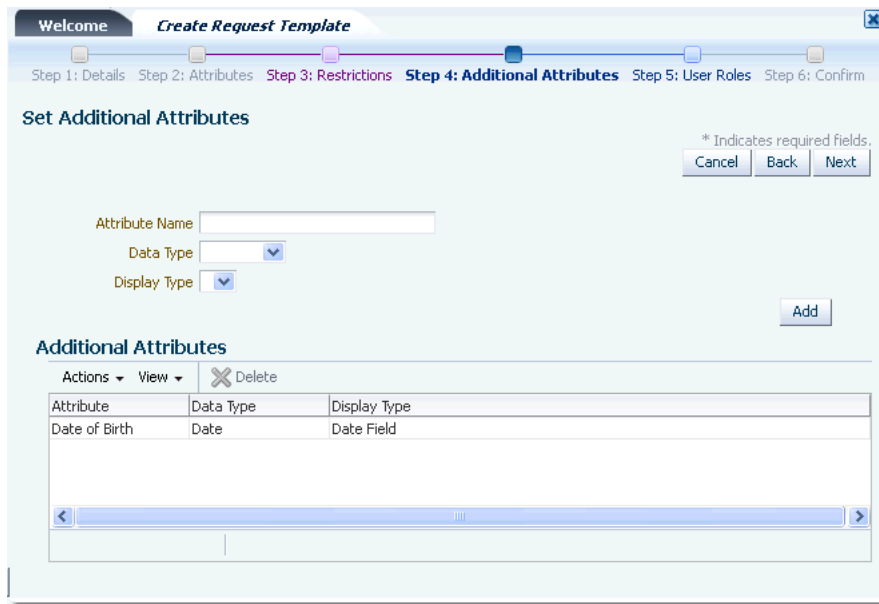 Welcome Create Request Template
Step 1: Details Step 2: Attributes Step 3: Restrictions Step 4: Additional Attributes Step 5: User Roles Step 6: Confirm
Set Additional Attributes
* Indicates required fields.
Cancel Back Next
Attribute Name
Data Type
Display Type
Add
Additional Attributes
Actions View Delete
Attribute Data Type Display Type
Date of Birth Date Date Field